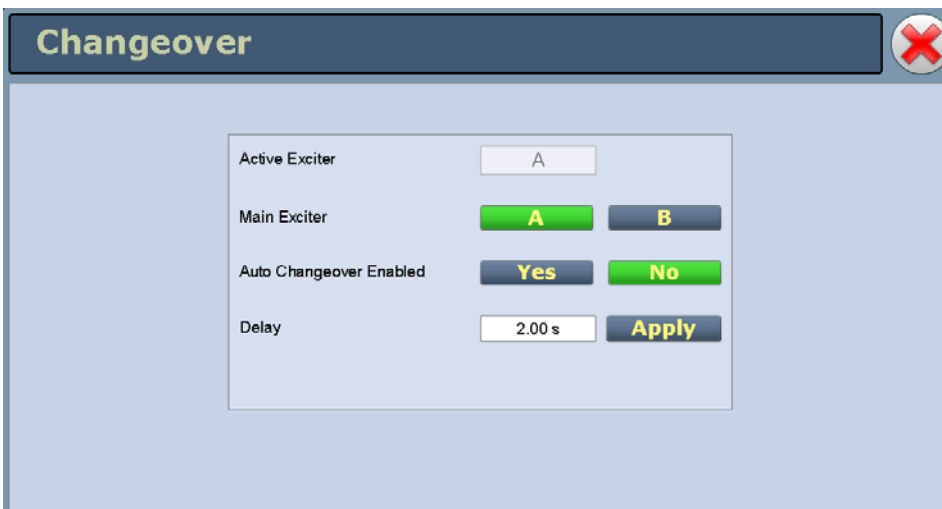 Changeover
Active Exciter A
Main Exciter A B
Auto Changeover Enabled Yes No
Delay 2.00 s Apply